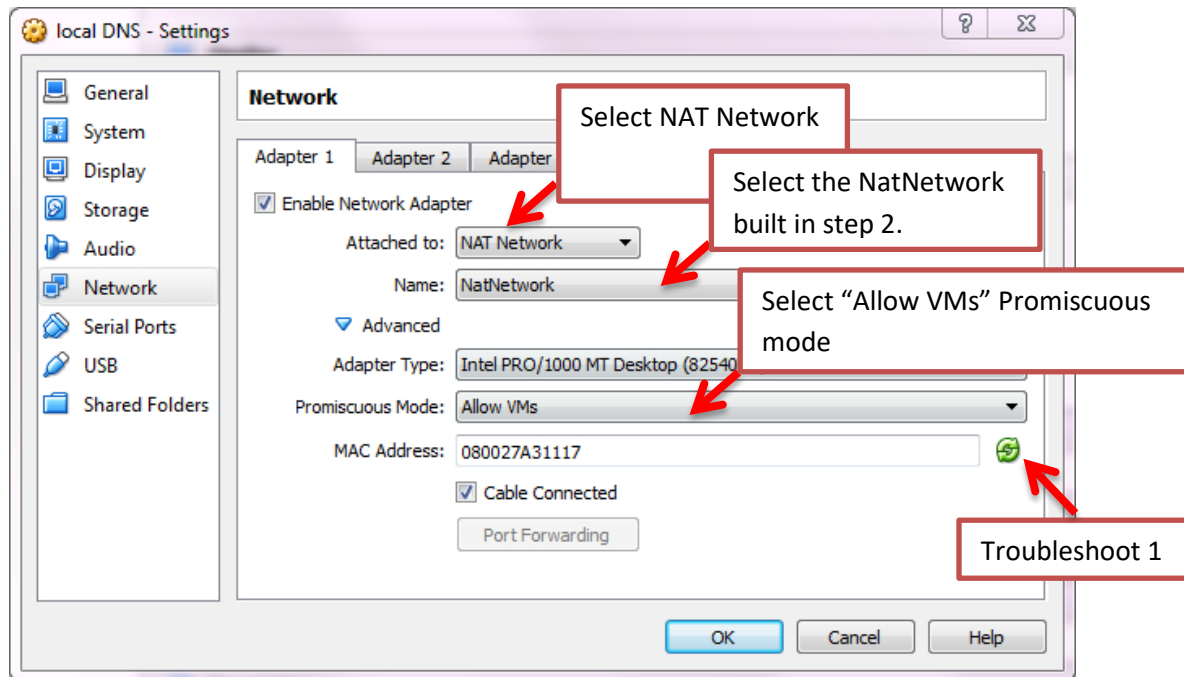 local DNS - Settings
General
System
Display
Storage
Audio
Network
Serial Ports
USB
Shared Folders
Network
Adapter 1
Adapter 2
Adapter
Enable Network Adapter
Attached to: NAT Network
Name: NatNetwork
Advanced
Adapter Type: Intel PRO/1000 MT Desktop (82540
Promiscuous Mode: Allow VMs
MAC Address: 080027A31117
Cable Connected
Port Forwarding
Select NAT Network
Select the NatNetwork
built in step 2.
Select “Allow VMs” Promiscuous
mode
Troubleshoot 1
OK
Cancel
Help